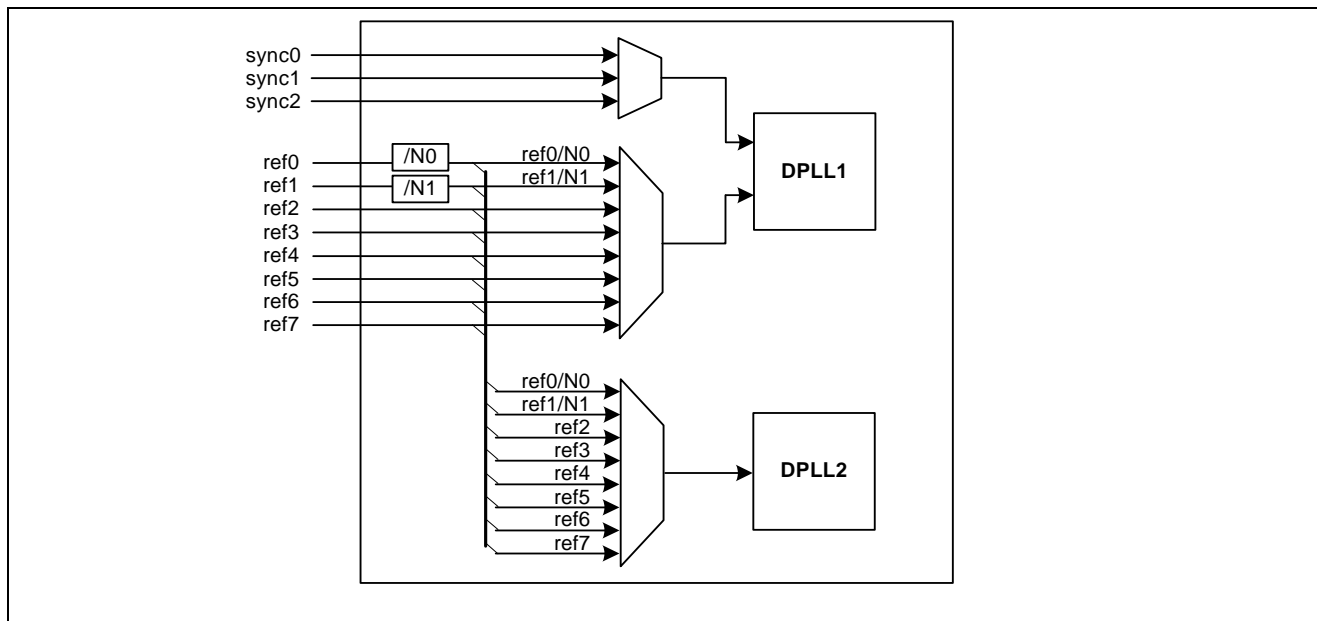 sync0
sync1
sync2
DPLL1
ref0 /N0 ref0/N0
ref1 /N1 ref1/N1
ref2
ref3
ref4
ref5
ref6
ref7
ref0/N0
ref1/N1
ref2
ref3
ref4
ref5
ref6
ref7
DPLL2